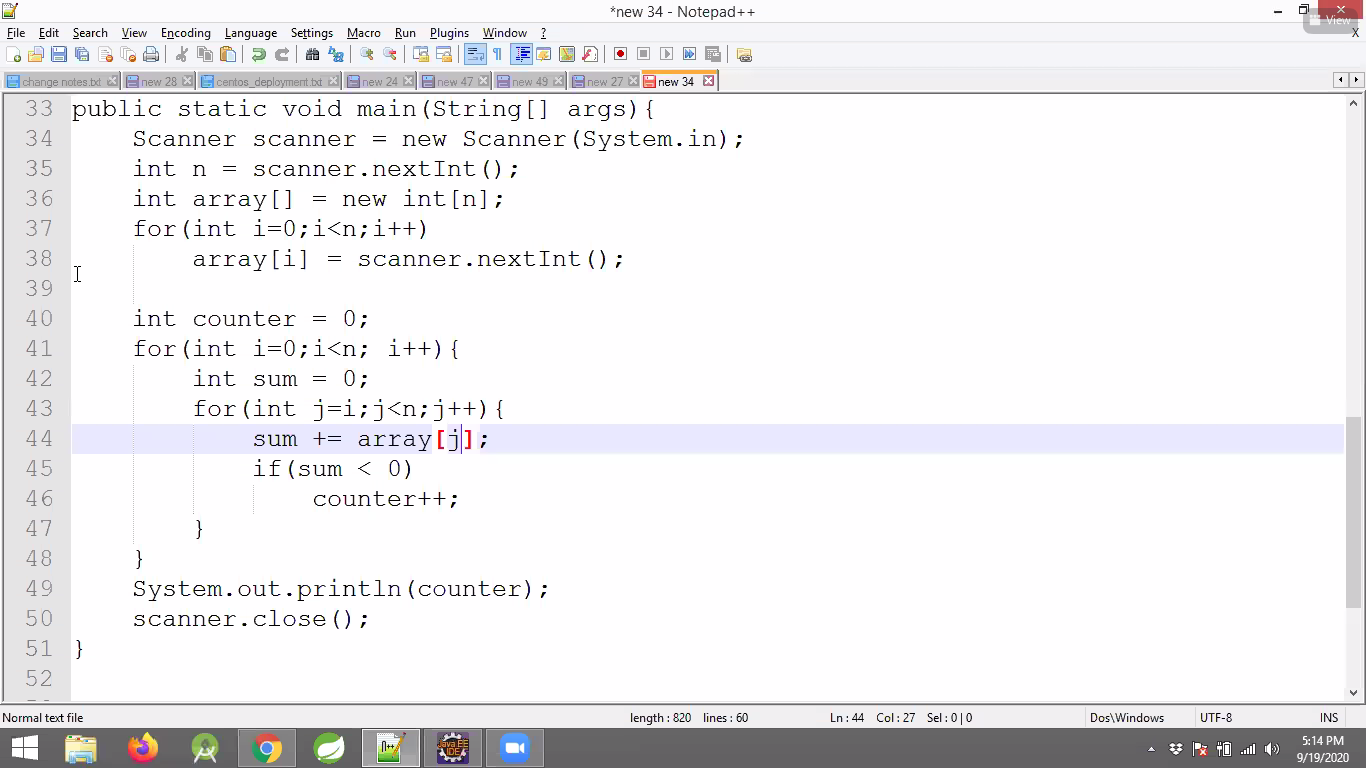 *new 34 - Notepad++
View
File Edit Search View Encoding Language Settings Macro Run Plugins Window ? X
change notes.txt new 28 centos_deployment.txt new 24 new 47 new 49 new 27 new 34
33 public static void main(String[] args){
34 Scanner scanner = new Scanner(System.in);
35 int n = scanner.nextInt();
36 int array[] = new int[n];
37 for(int i=0;i<n;i++)
38 array[i] = scanner.nextInt();
39
40 int counter = 0;
41 for(int i=0;i<n; i++){
42 int sum = 0;
43 for(int j=i;j<n;j++){
44 sum += array[j];
45 if(sum < 0)
46 counter++;
47 }
48 }
49 System.out.println(counter);
50 scanner.close();
51 }
52
Normal text file length : 820 lines : 60 Ln : 44 Col : 27 Sel : 0 | 0 Dos\Windows UTF-8 INS
Java EE IDE
5:14 PM
9/19/2020